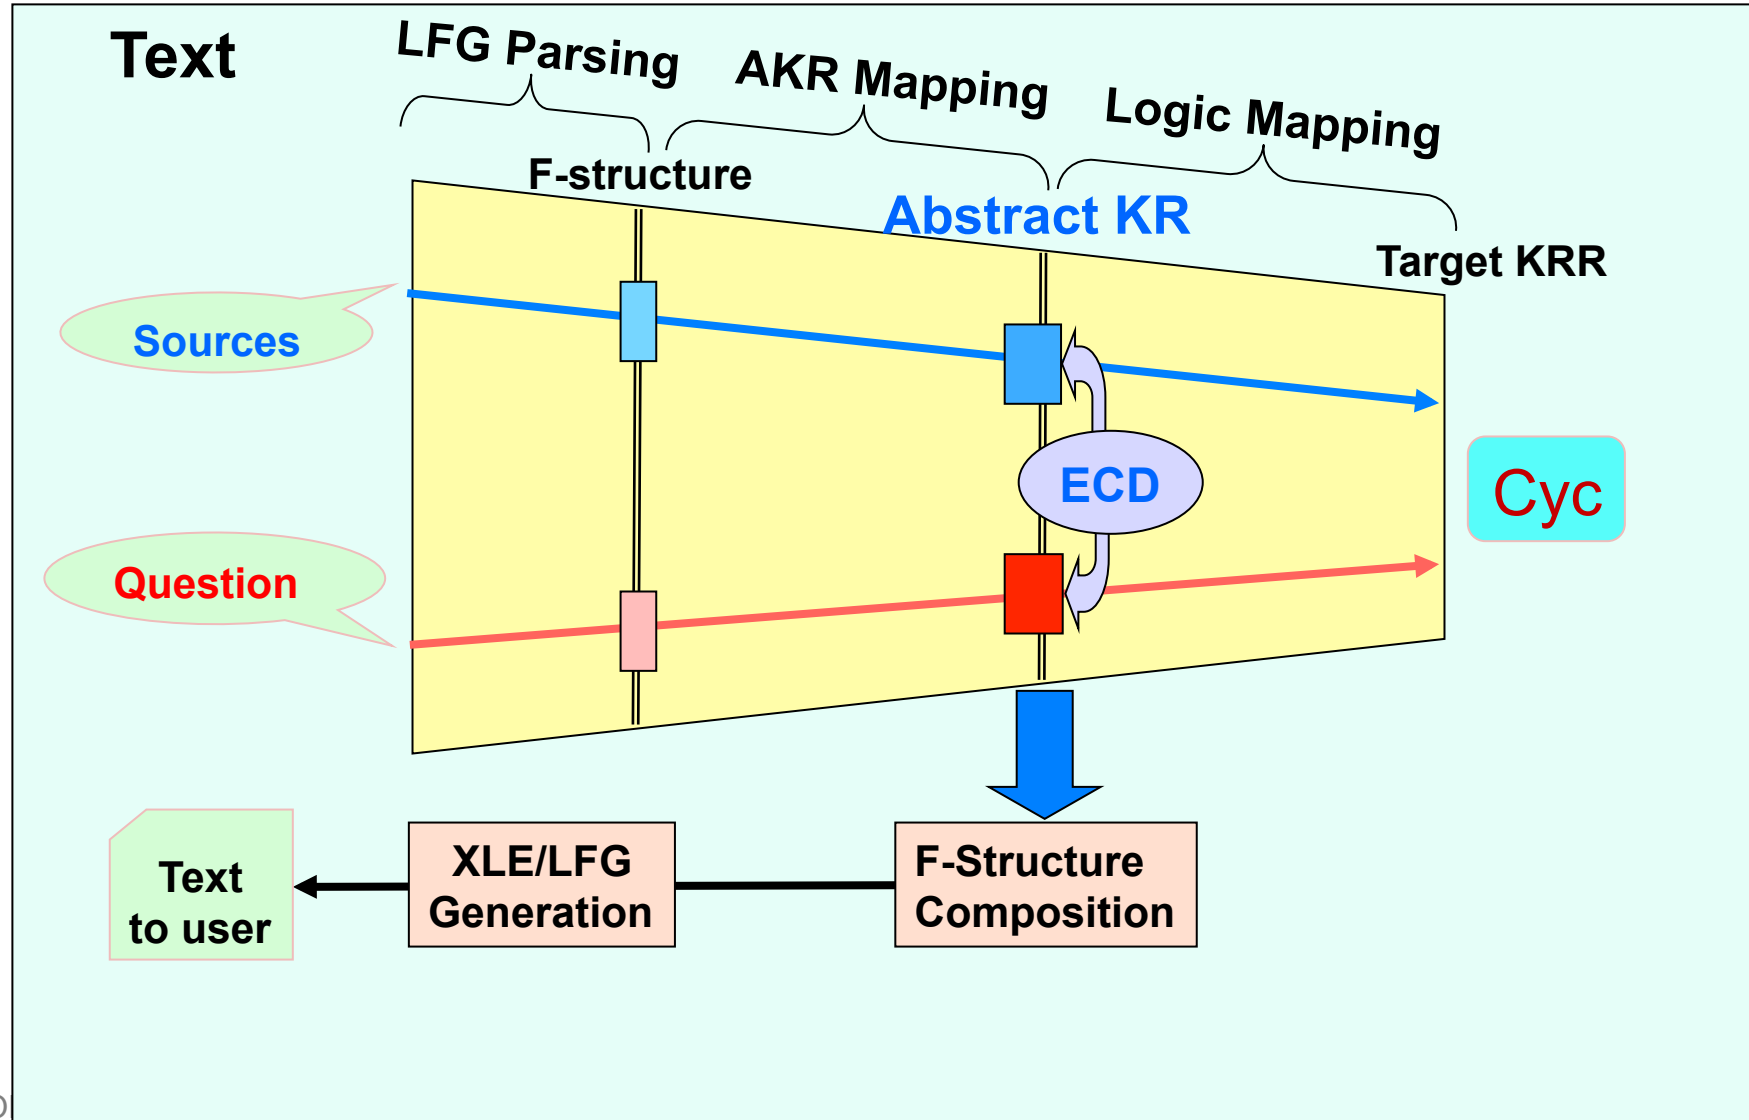 Text
LFG Parsing
AKR Mapping
Logic Mapping
F-structure
Abstract KR
Target KRR
Sources
ECD
Cyc
Question
Text
to user
XLE/LFG
Generation
F-Structure
Composition